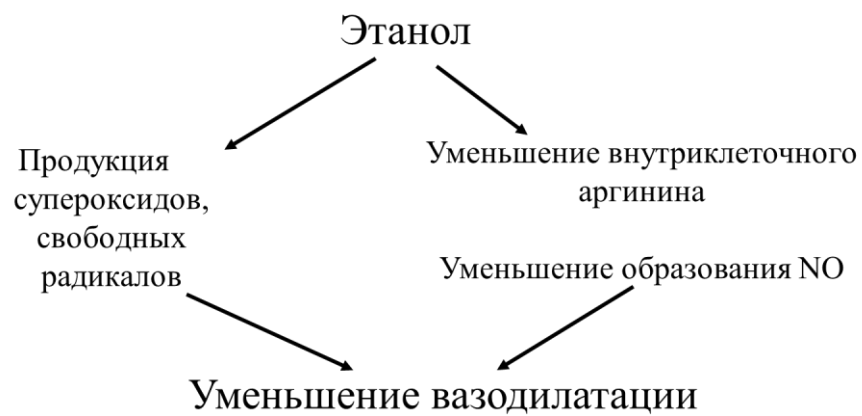 Этанол
Продукция
супероксидов,
свободных
радикалов
Уменьшение внутриклеточного
аргинина
Уменьшение образования NO
Уменьшение вазодилатации